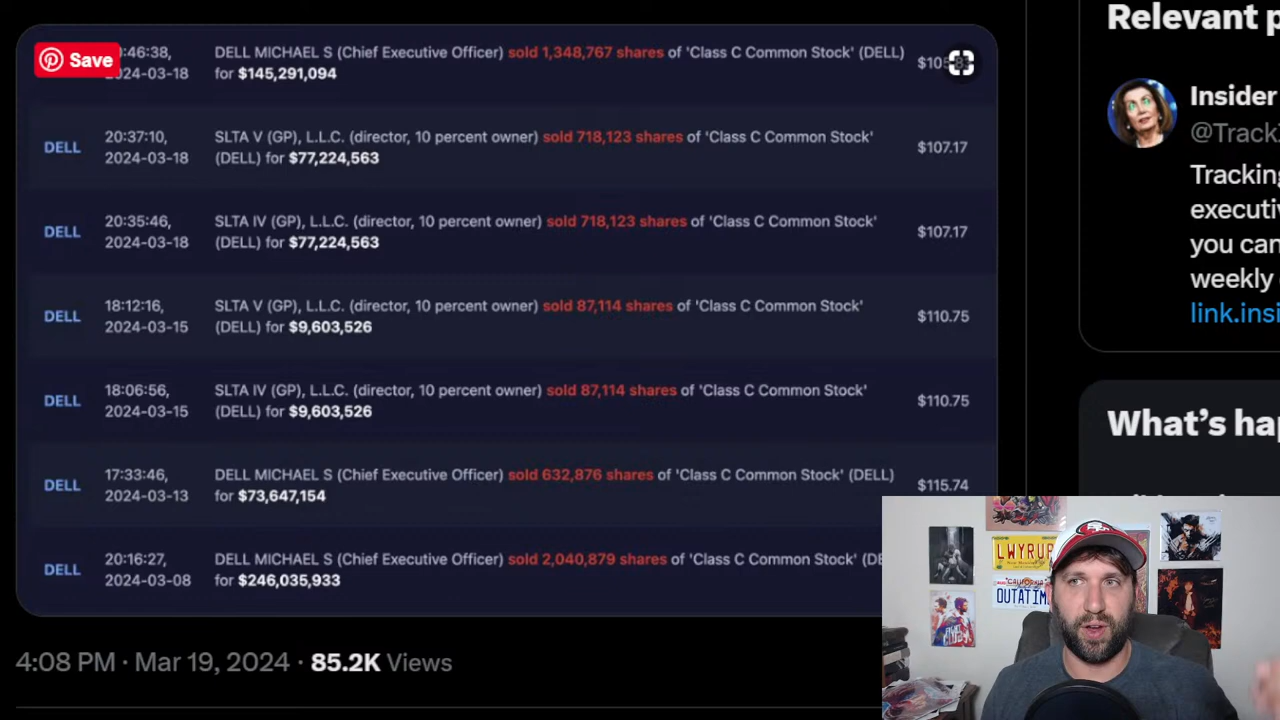 Save
:46:38,
2024-03-18
DELL MICHAEL S (Chief Executive Officer) sold 1,348,767 shares of 'Class C Common Stock' (DELL)
for $145,291,094
DELL
20:37:10,
2024-03-18
SLTA V (GP), L.L.C. (director, 10 percent owner) sold 718,123 shares of 'Class C Common Stock'
(DELL) for $77,224,563
$107.17
DELL
20:35:46,
2024-03-18
SLTA IV (GP), L.L.C. (director, 10 percent owner) sold 718,123 shares of 'Class C Common Stock'
(DELL) for $77,224,563
$107.17
DELL
18:12:16,
2024-03-15
SLTA V (GP), L.L.C. (director, 10 percent owner) sold 87,114 shares of 'Class C Common Stock'
(DELL) for $9,603,526
$110.75
DELL
18:06:56,
2024-03-15
SLTA IV (GP), L.L.C. (director, 10 percent owner) sold 87,114 shares of 'Class C Common Stock'
(DELL) for $9,603,526
$110.75
DELL
17:33:46,
2024-03-13
DELL MICHAEL S (Chief Executive Officer) sold 632,876 shares of 'Class C Common Stock' (DELL)
for $73,647,154
$115.74
DELL
20:16:27,
2024-03-08
DELL MICHAEL S (Chief Executive Officer) sold 2,040,879 shares of 'Class C Common Stock' (DE
for $246,035,933
4:08 PM · Mar 19, 2024 · 85.2K Views
Relevant p
Insider
@Track
Tracking
executiv
you can
weekly
link.insi
What's hap
LWYRUP
CALIFORNIA
OUTATIM